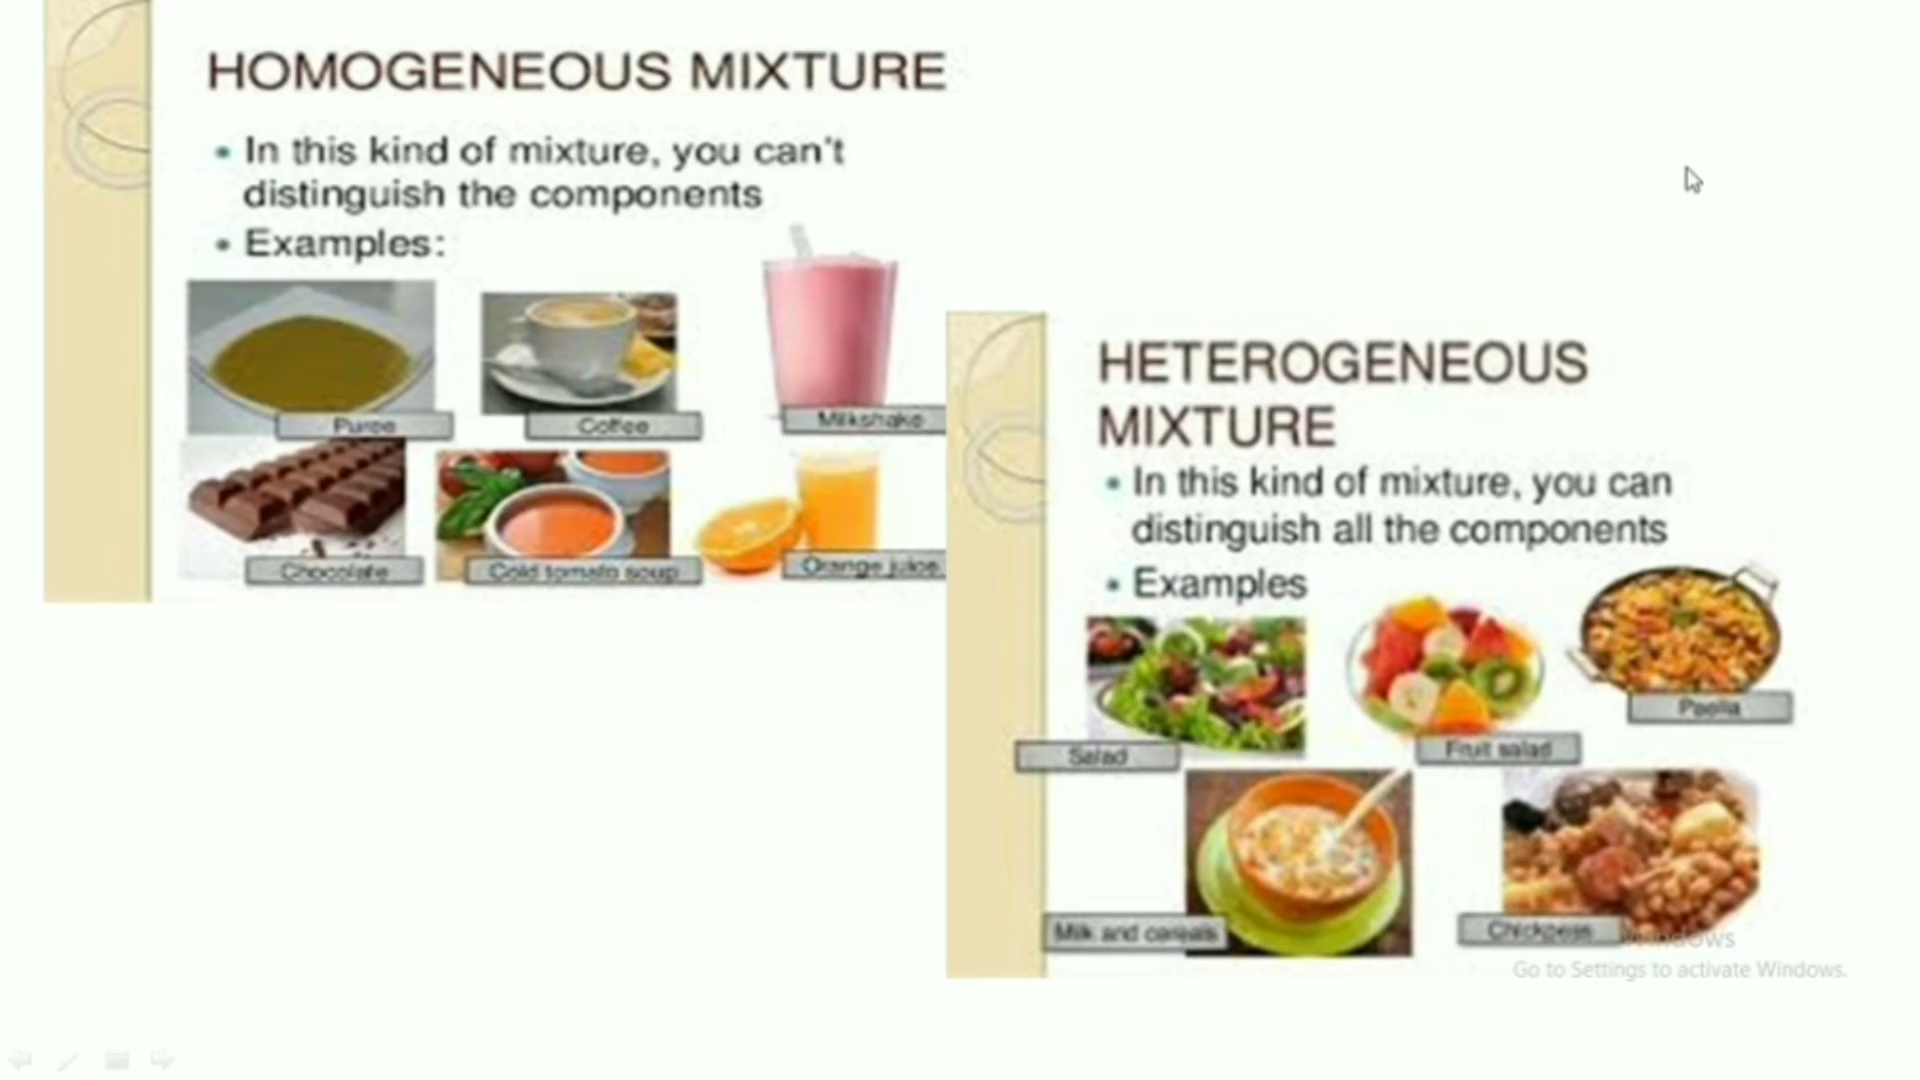 HOMOGENEOUS MIXTURE
• In this kind of mixture, you can't
distinguish the components
• Examples:
Puree
Coffee
Milkshake
Chocolate
Cold tomato soup
Orange juice
HETEROGENEOUS
MIXTURE
• In this kind of mixture, you can
distinguish all the components
• Examples
Salad
Fruit salad
Paella
Milk and cereals
Chickpeas
Windows
Go to Settings to activate Windows.